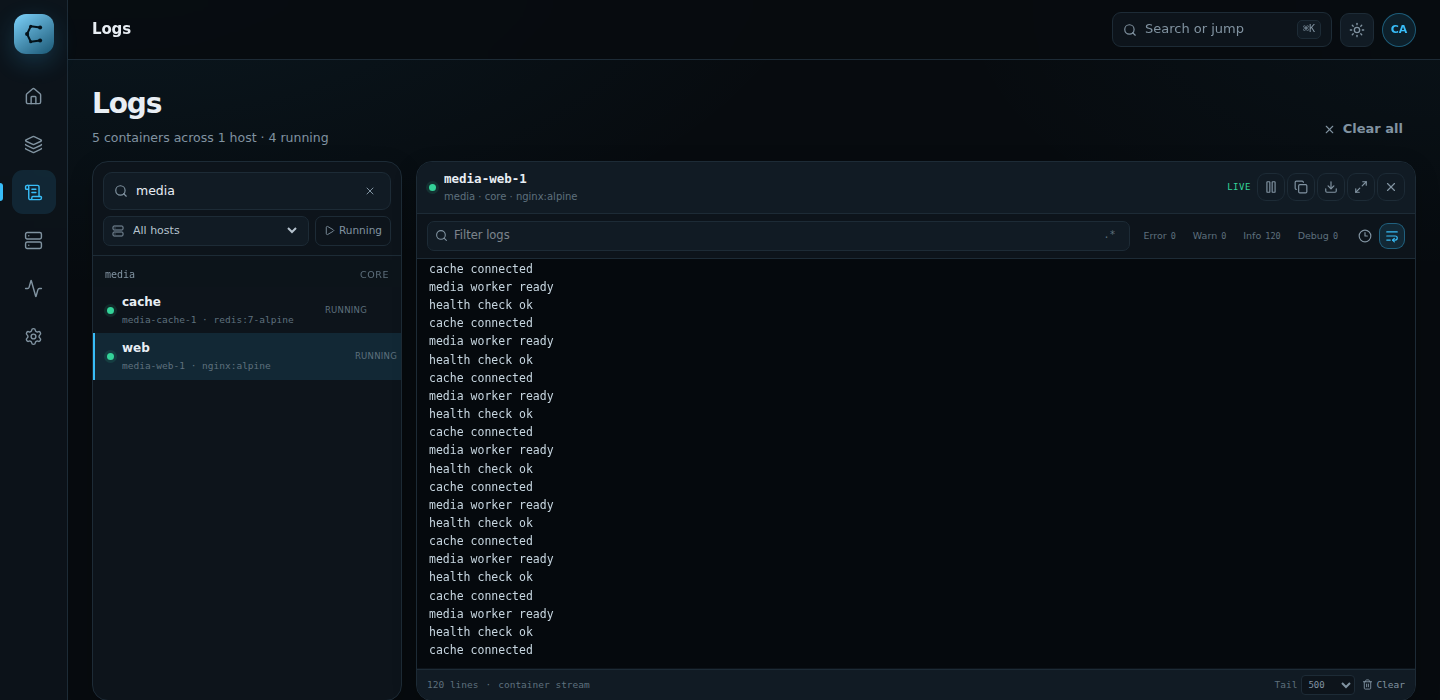 Logs
Search or jump
⌘K
CA
Logs
5 containers across 1 host · 4 running
Clear all
media
All hosts
Running
media
CORE
cache
media-cache-1 · redis:7-alpine
RUNNING
web
media-web-1 · nginx:alpine
RUNNING
media-web-1
media · core · nginx:alpine
LIVE
Filter logs
.*
Error 0
Warn 0
Info 120
Debug 0
cache connected
media worker ready
health check ok
cache connected
media worker ready
health check ok
cache connected
media worker ready
health check ok
cache connected
media worker ready
health check ok
cache connected
media worker ready
health check ok
cache connected
media worker ready
health check ok
cache connected
media worker ready
health check ok
cache connected
120 lines · container stream
Tail 500
Clear